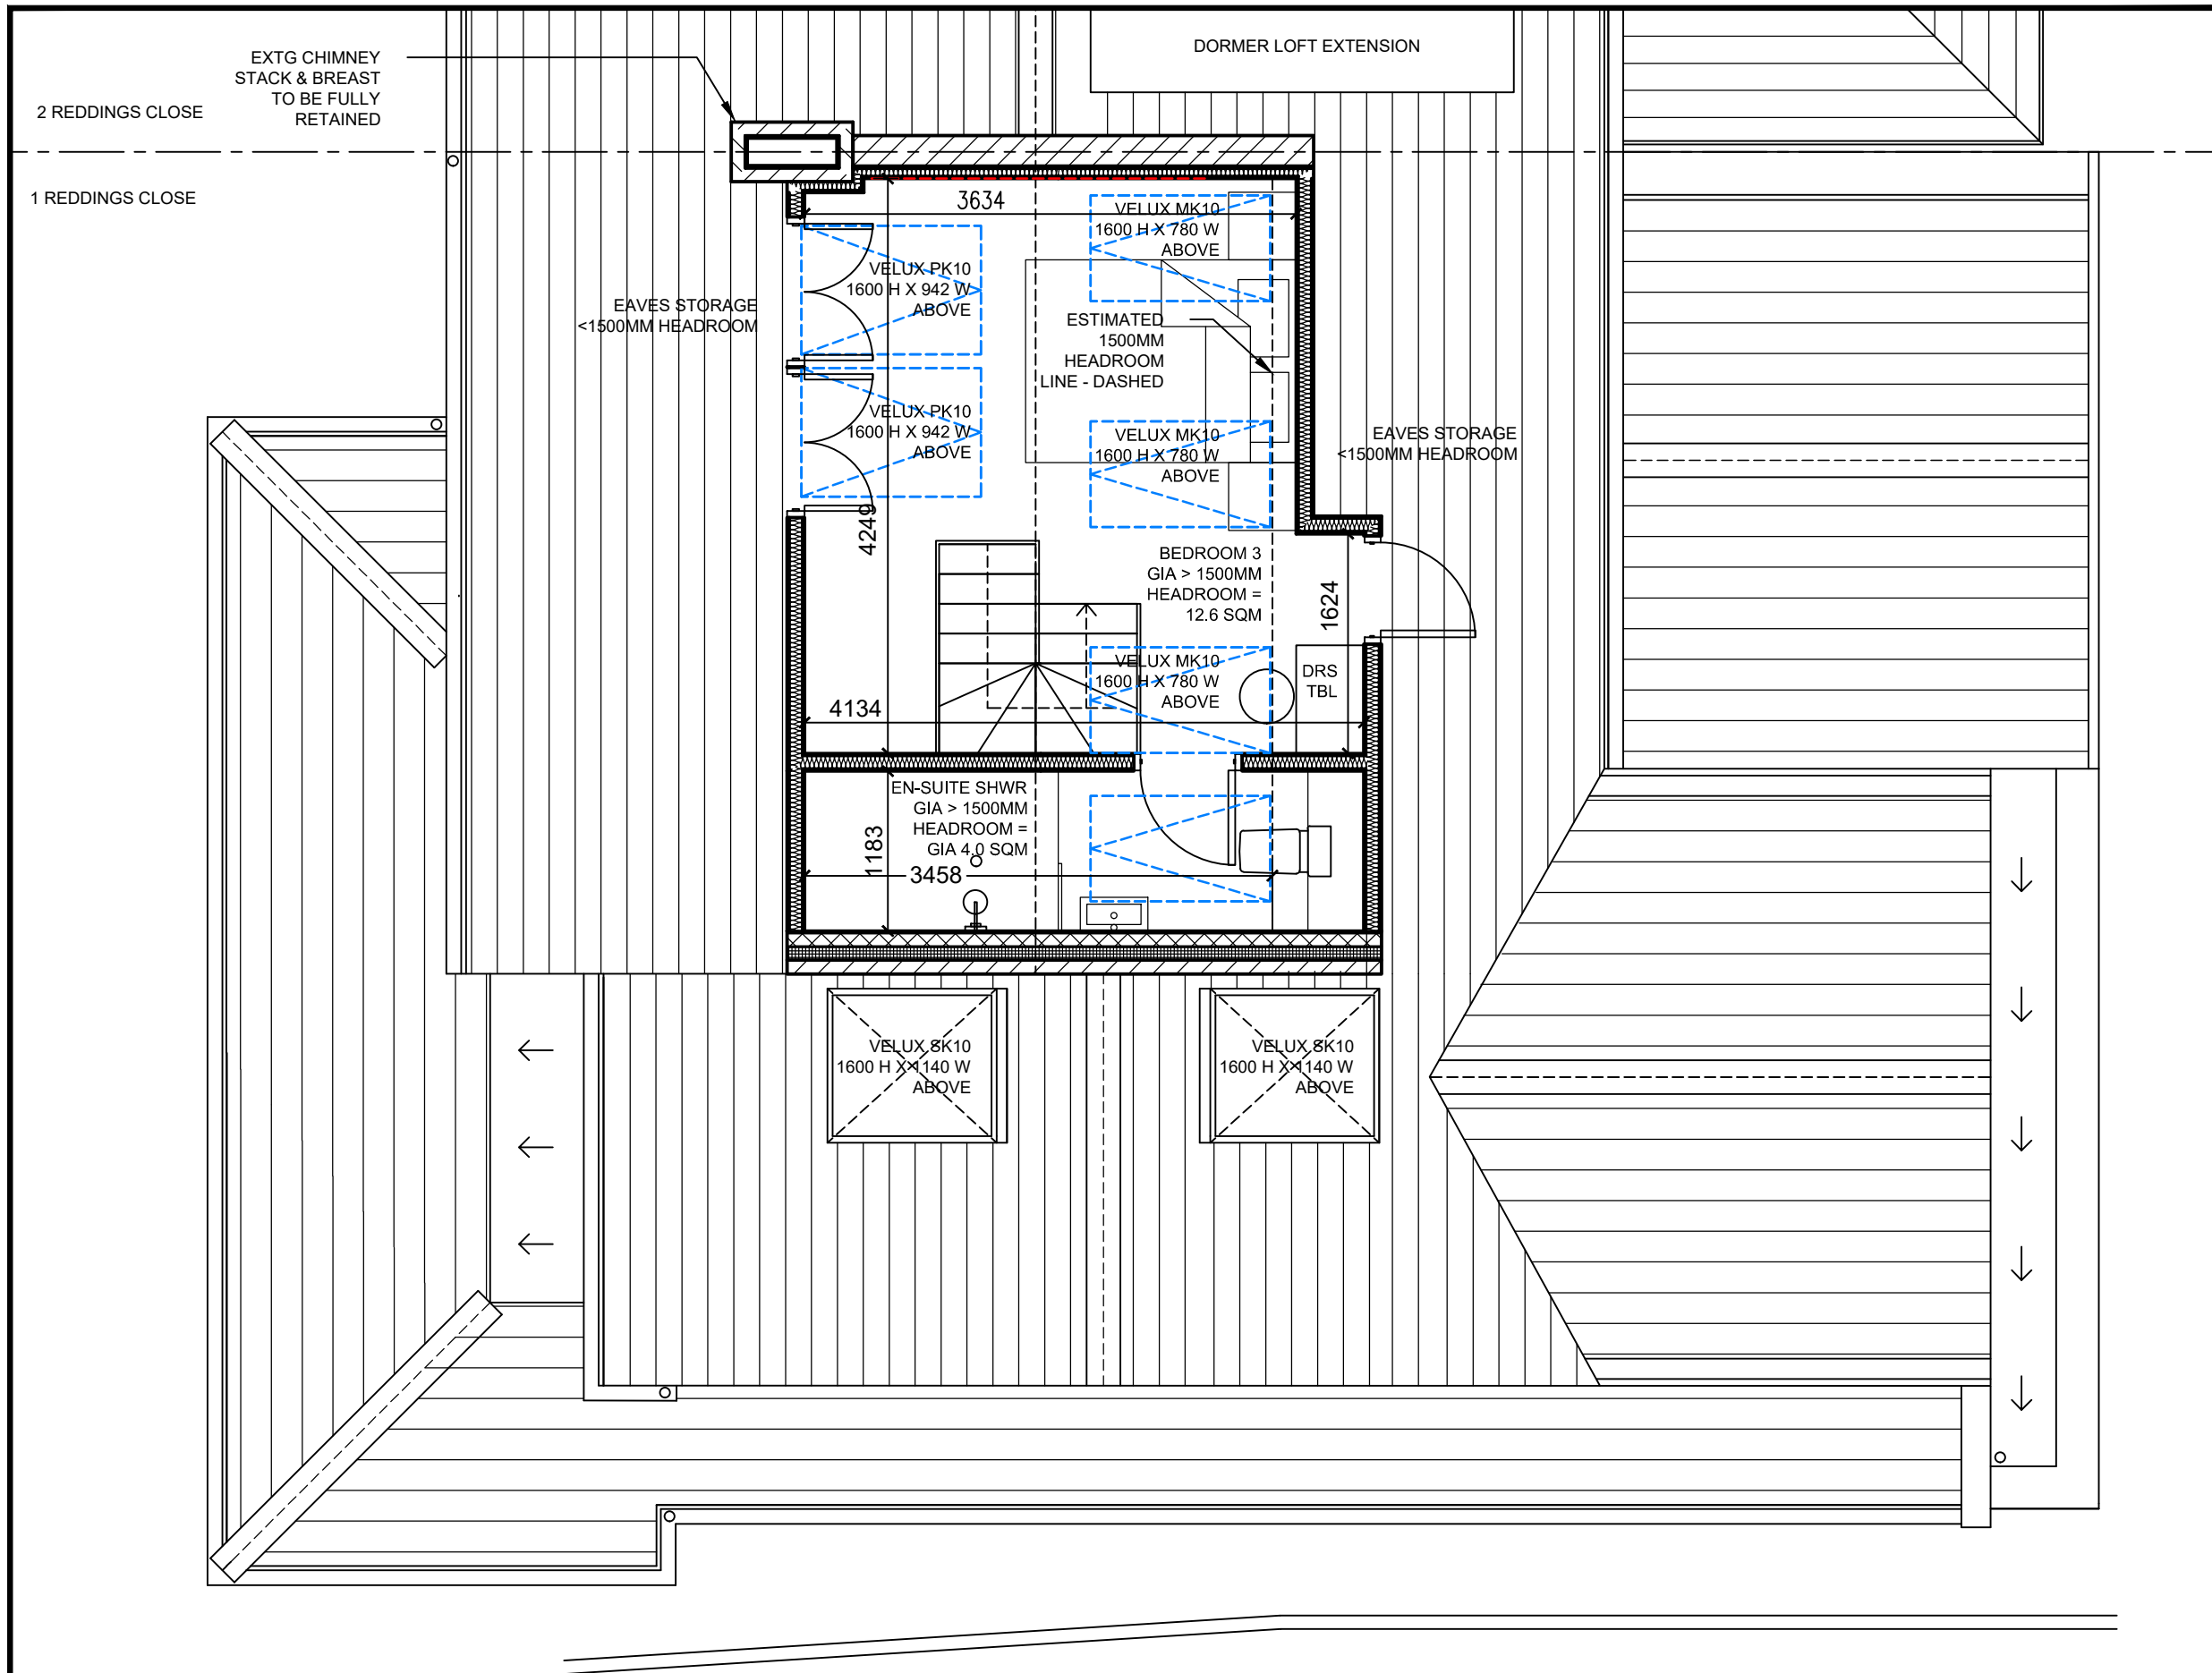 DORMER LOFT EXTENSION
EXTG CHIMNEY
STACK & BREAST
TO BE FULLY
RETAINED
2 REDDINGS CLOSE
1 REDDINGS CLOSE
3634
VELUX MK10
1600 H X 780 W
ABOVE
VELUX PK10
1600 H X 942 W
ABOVE
EAVES STORAGE
<1500MM HEADROOM
ESTIMATED
1500MM
HEADROOM
LINE - DASHED
VELUX PK10
1600 H X 942 W
ABOVE
VELUX MK10
1600 H X 780 W
ABOVE
EAVES STORAGE
<1500MM HEADROOM
4249
BEDROOM 3
GIA > 1500MM
HEADROOM =
12.6 SQM
1624
VELUX MK10
1600 H X 780 W
ABOVE
DRS
TBL
4134
EN-SUITE SHWR
GIA > 1500MM
HEADROOM =
GIA 4.0 SQM
1183
3458
VELUX SK10
1600 H X 1140 W
ABOVE
VELUX SK10
1600 H X 1140 W
ABOVE